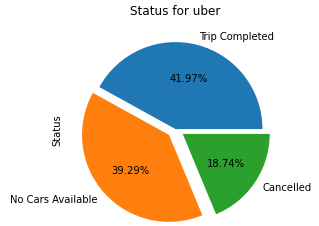 Status for uber
Trip Completed
41.97%
Status
39.29%
18.74%
No Cars Available
Cancelled